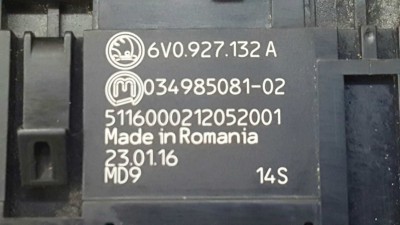 6V0.927.132 A
M 034985081-02
5116000212052001
Made in Romania
23.01.16
MD9 14S